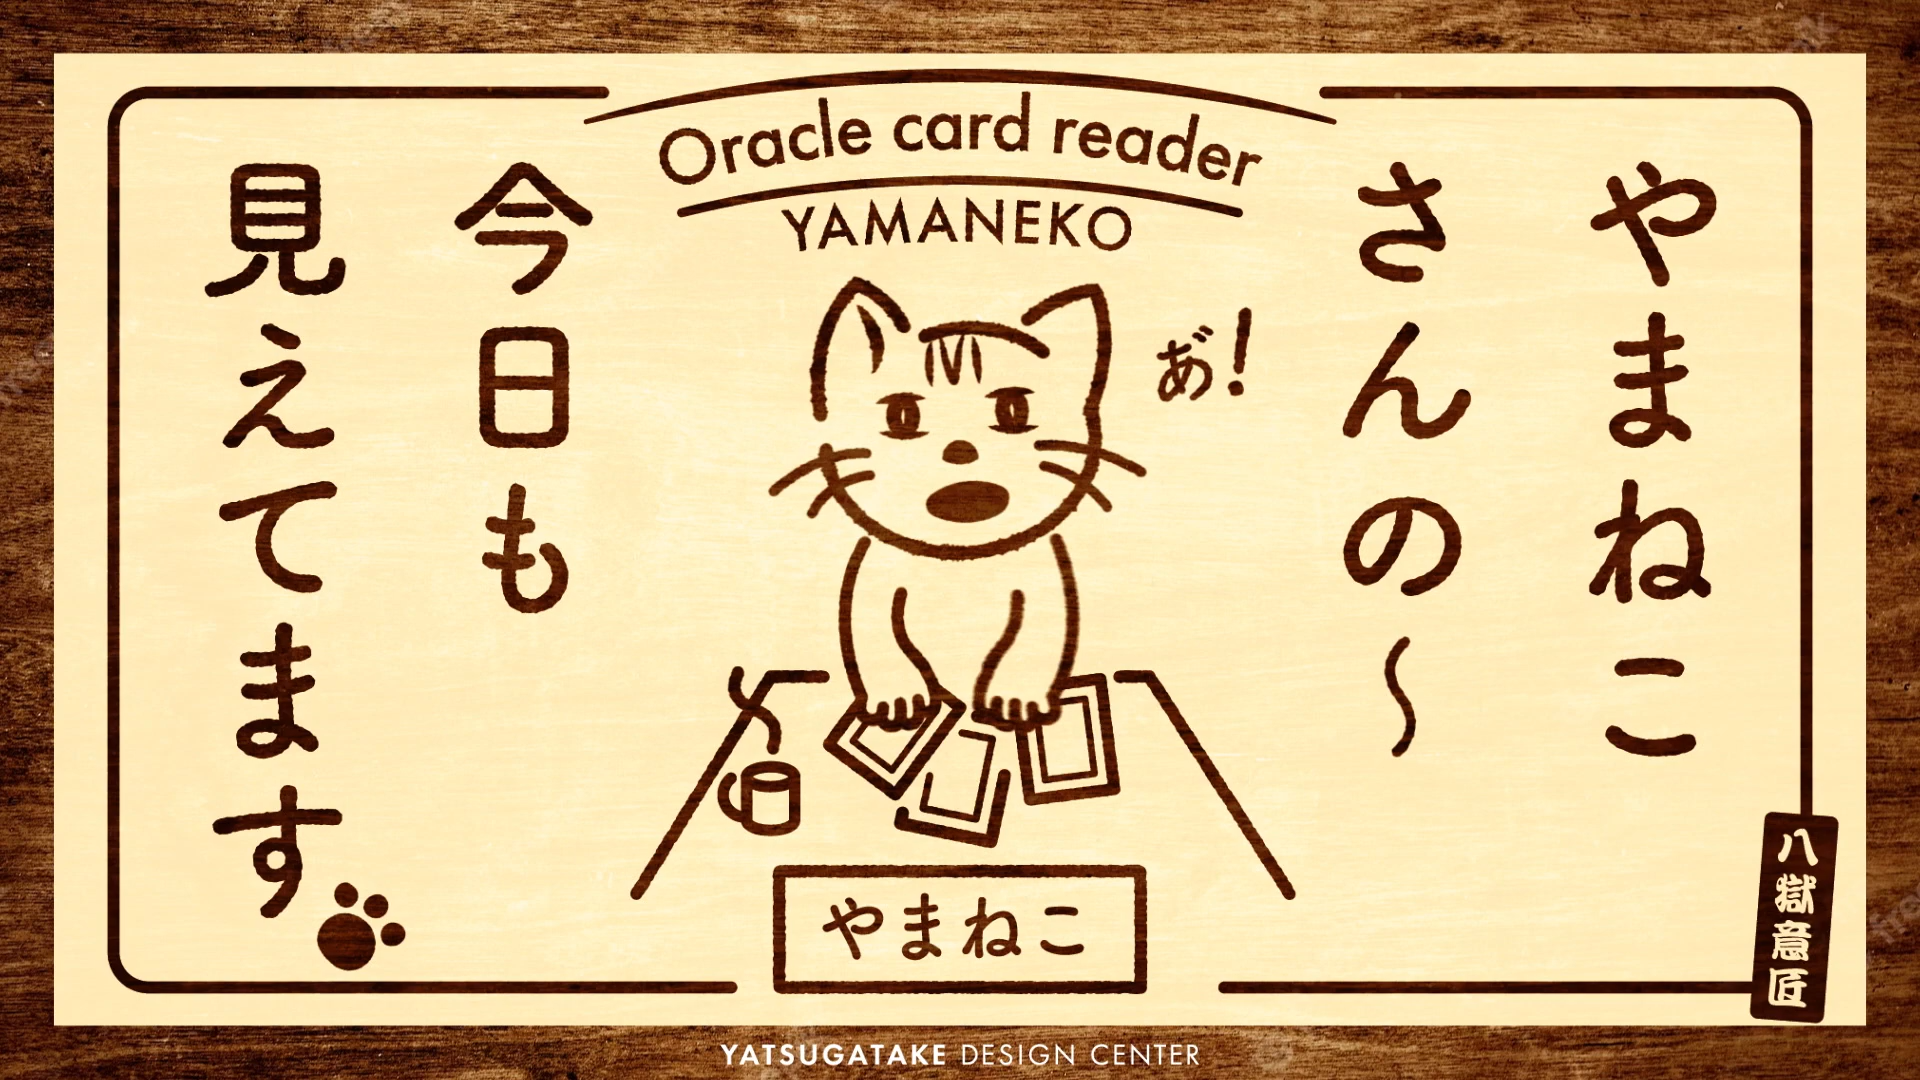 Oracle card reader
YAMANEKO
やまねこ
さんの〜
あ゙!
今日も
見えてます
やまねこ
八嶽意匠
YATSUGATAKE DESIGN CENTER